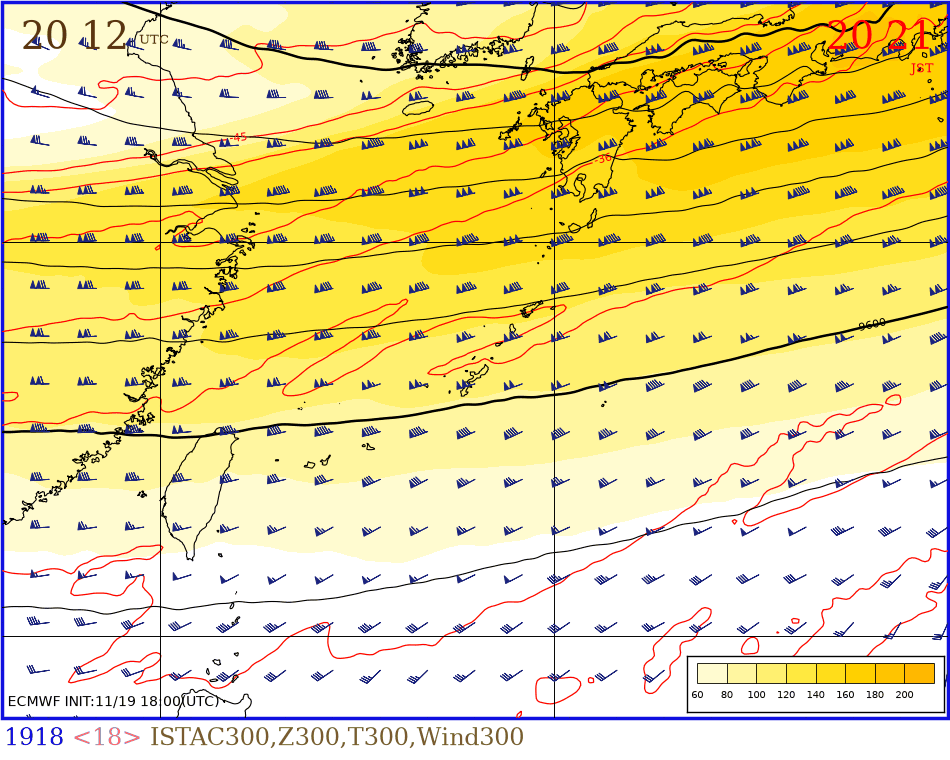 20 12 UTC 20 21
JST
-45
-36
9600
60 80 100 120 140 160 180 200
ECMWF INIT:11/19 18:00(UTC)
1918 <18> ISTAC300,Z300,T300,Wind300